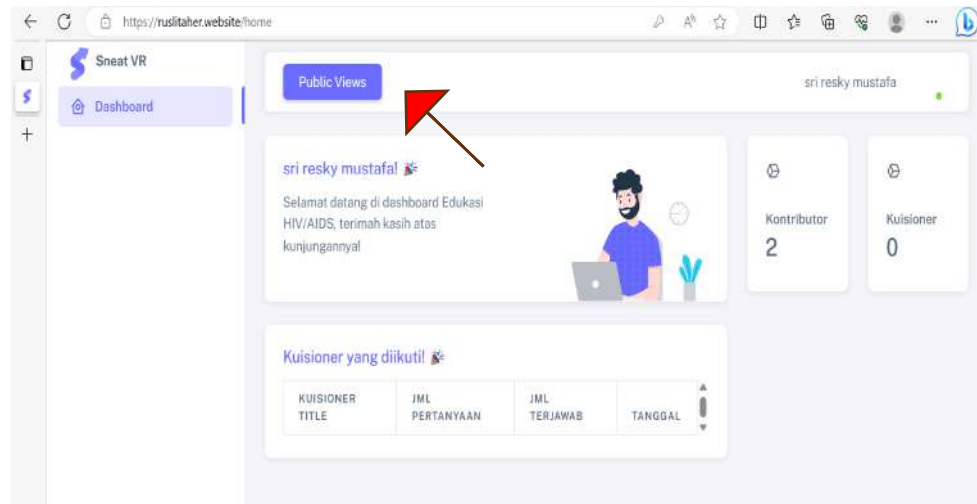 https://ruslitaher.website/home
Sneat VR
Dashboard
Public Views
sri resky mustafa
sri resky mustafa! 🎉
Selamat datang di dashboard Edukasi
HIV/AIDS, terimah kasih atas
kunjungannya!
Kontributor
2
Kuisioner
0
Kuisioner yang diikuti! 🎉
KUISIONER TITLE
JML PERTANYAAN
JML TERJAWAB
TANGGAL